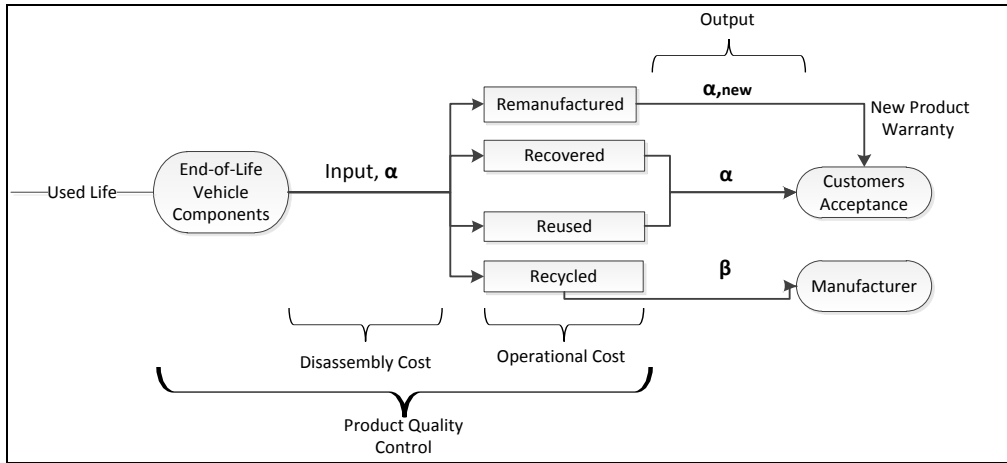 Output
Remanufactured
α,new
New Product
Warranty
Recovered
Used Life
End-of-Life
Vehicle
Components
Input, α
α
Customers
Acceptance
Reused
Recycled
β
Manufacturer
Disassembly Cost
Operational Cost
Product Quality
Control